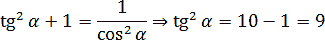 tg² α + 1 = 1/cos² α ⇒ tg² α = 10 − 1 = 9